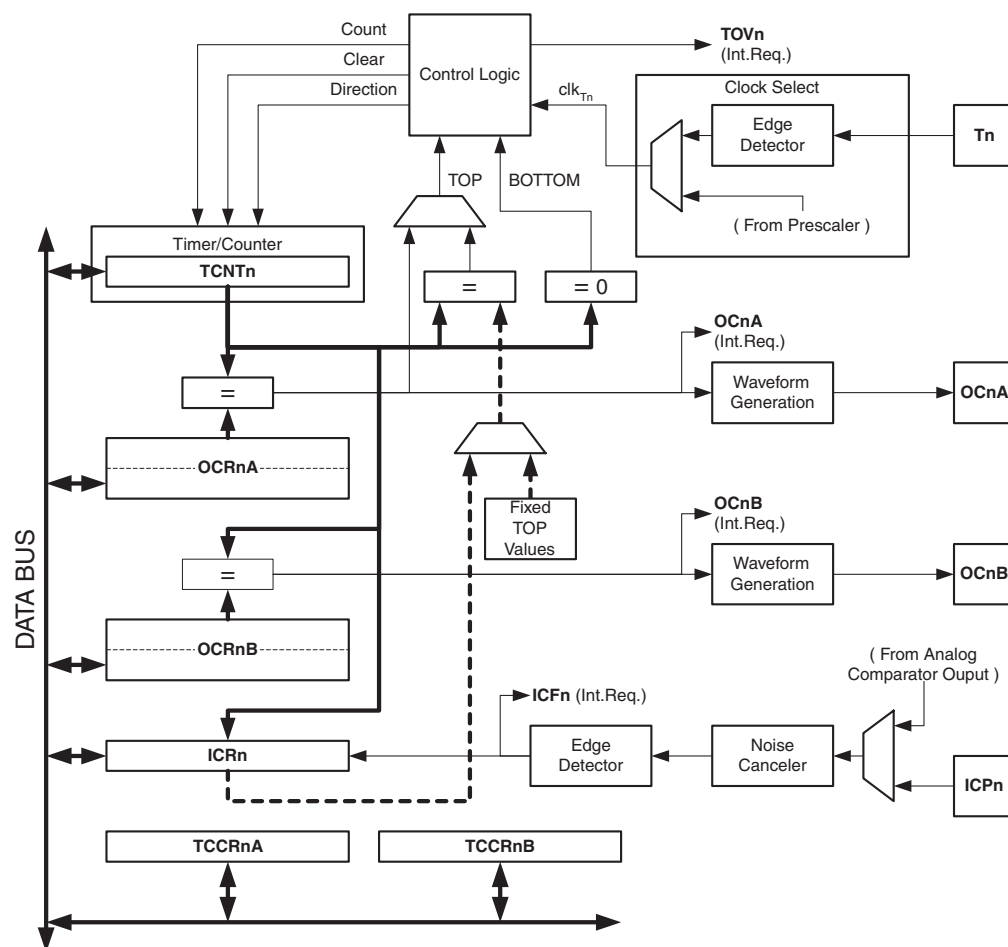 Count
Clear
Direction
Control Logic
TOVn
(Int.Req.)
clkTn
Clock Select
Edge
Detector
Tn
( From Prescaler )
TOP
BOTTOM
Timer/Counter
TCNTn
=
= 0
OCnA
(Int.Req.)
=
Waveform
Generation
OCnA
OCRnA
Fixed
TOP
Values
OCnB
(Int.Req.)
=
Waveform
Generation
OCnB
DATA BUS
OCRnB
( From Analog
Comparator Ouput )
ICFn (Int.Req.)
ICRn
Edge
Detector
Noise
Canceler
ICPn
TCCRnA
TCCRnB